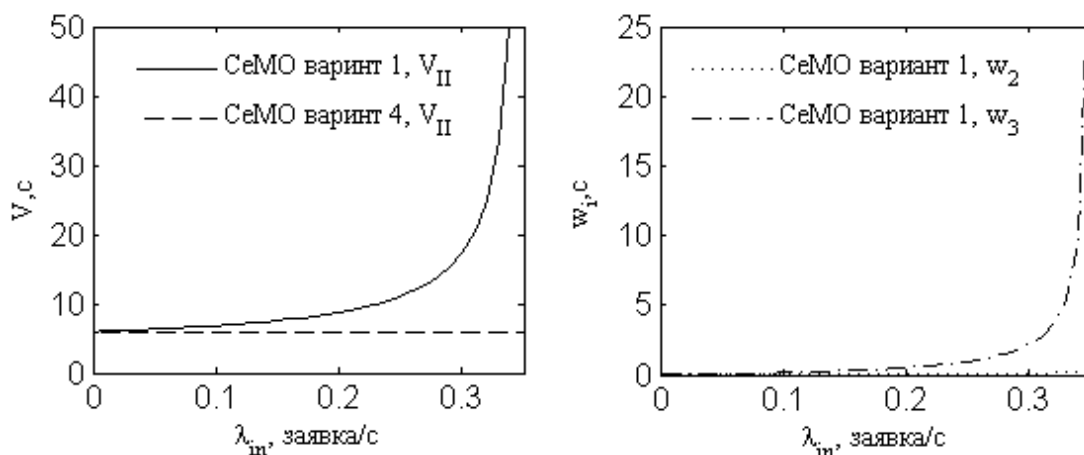 50
40
30
20
10
0
V,с
СеМО варинт 1, V_II
СеМО варинт 4, V_II
0 0.1 0.2 0.3
λ_in, заявка/с
25
20
15
10
5
0
w_i,с
СеМО вариант 1, w_2
СеМО вариант 1, w_3
0 0.1 0.2 0.3
λ_in, заявка/с